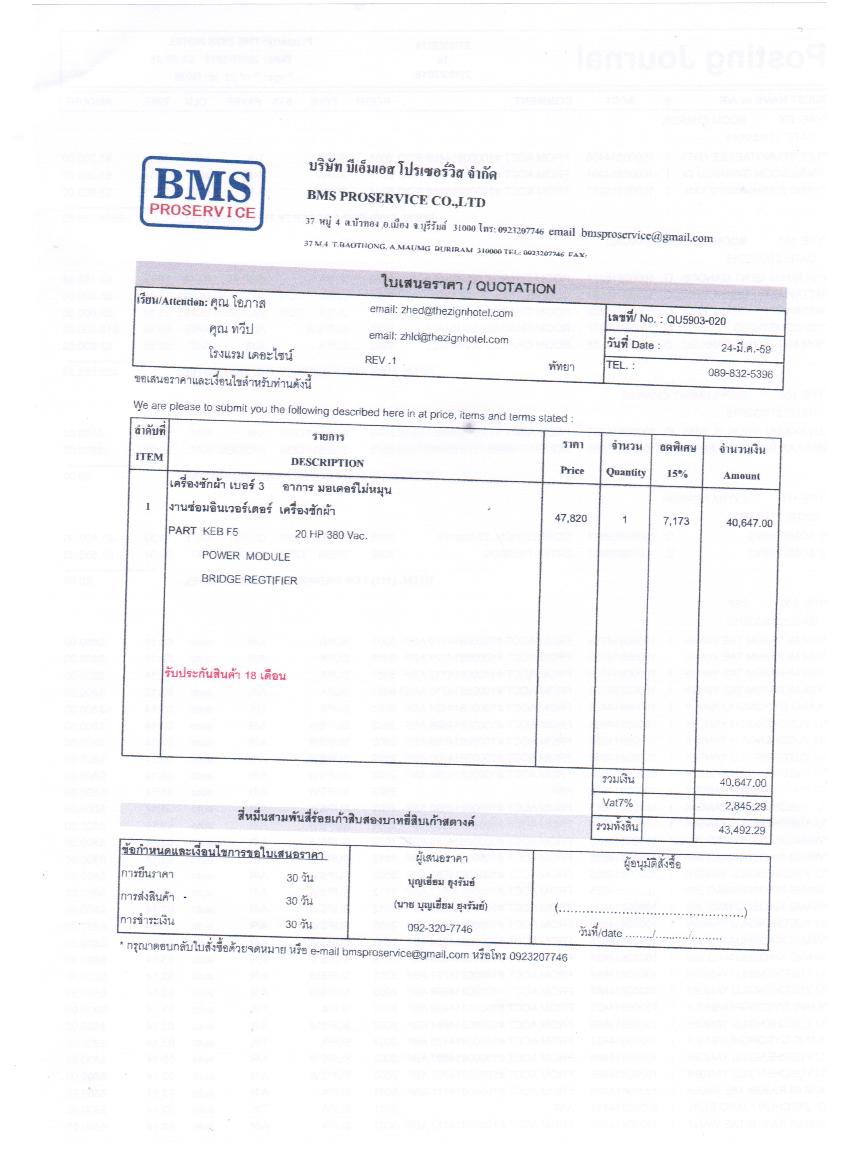 BMS
PROSERVICE
บริษัท บีเอ็มเอส โปรเซอร์วิส จำกัด
BMS PROSERVICE CO.,LTD
37 หมู่ 4 ต.บัวทอง อ.เมือง จ.บุรีรัมย์ 31000 โทร: 0923207746 email bmsproservice@gmail.com
37 M.4 T.BAOTHONG, A.MAUMG BURIRAM 310000 TEL: 0923207746 FAX:
ใบเสนอราคา / QUOTATION
เรียน/Attention: คุณ โอภาส email: zhed@thezignhotel.com เลขที่/ No. : QU5903-020
คุณ ทวีป email: zhld@thezignhotel.com วันที่ Date : 24-มี.ค.-59
โรงแรม เดอะไซน์ REV .1 พัทยา TEL. : 089-832-5396
ขอเสนอราคาและเงื่อนไขสำหรับท่านดังนี้
We are please to submit you the following described here in at price, items and terms stated :
ลำดับที่ รายการ ราคา จำนวน ลดพิเศษ จำนวนเงิน
ITEM DESCRIPTION Price Quantity 15% Amount
เครื่องซักผ้า เบอร์ 3 อาการ มอเตอร์ไม่หมุน
1 งานซ่อมอินเวอร์เตอร์ เครื่องซักผ้า 47,820 1 7,173 40,647.00
PART KEB F5 20 HP 380 Vac.
POWER MODULE
BRIDGE REGTIFIER
รับประกันสินค้า 18 เดือน
รวมเงิน 40,647.00
Vat7% 2,845.29
สี่หมื่นสามพันสี่ร้อยเก้าสิบสองบาทยี่สิบเก้าสตางค์ รวมทั้งสิ้น 43,492.29
ข้อกำหนดและเงื่อนไขการขอใบเสนอราคา ผู้เสนอราคา ผู้อนุมัติสั่งซื้อ
การยืนราคา 30 วัน บุญเยี่ยม ยุงรัมย์
การส่งสินค้า 30 วัน (นาย บุญเยี่ยม ยุงรัมย์) (..............................................)
การชำระเงิน 30 วัน 092-320-7746 วันที่/date ......../........../.........
* กรุณาตอบกลับใบสั่งซื้อด้วยจดหมาย หรือ e-mail bmsproservice@gmail.com หรือโทร 0923207746